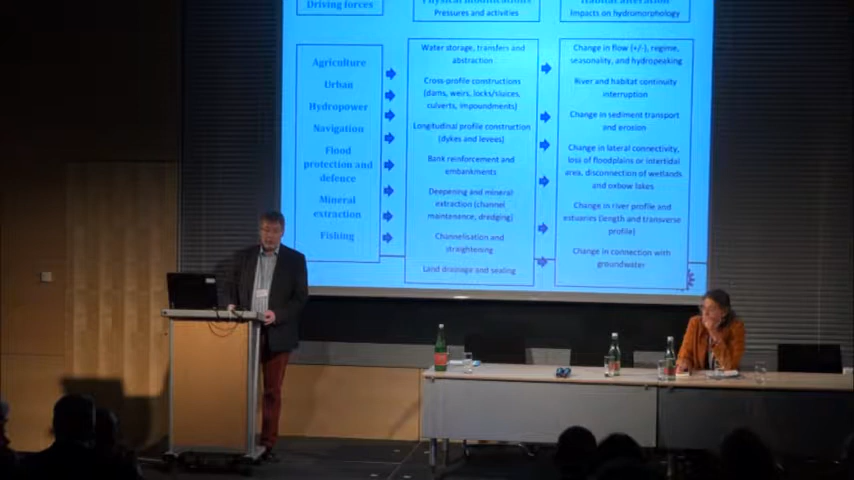 Driving forces
Physical modifications
Pressures and activities
Habitat alteration
Impacts on hydromorphology
Agriculture
Urban
Hydropower
Navigation
Flood
protection and
defence
Mineral
extraction
Fishing
Water storage, transfers and
abstraction
Cross-profile constructions
(dams, weirs, locks/sluices,
culverts, impoundments)
Longitudinal profile construction
(dykes and levees)
Bank reinforcement and
embankments
Deepening and mineral
extraction (channel
maintenance, dredging)
Channelisation and
straightening
Land drainage and sealing
Change in flow (+/-), regime,
seasonality, and hydropeaking
River and habitat continuity
interruption
Change in sediment transport
and erosion
Change in lateral connectivity,
loss of floodplains or intertidal
area, disconnection of wetlands
and oxbow lakes
Change in river profile and
estuaries (length and transverse
profile)
Change in connection with
groundwater